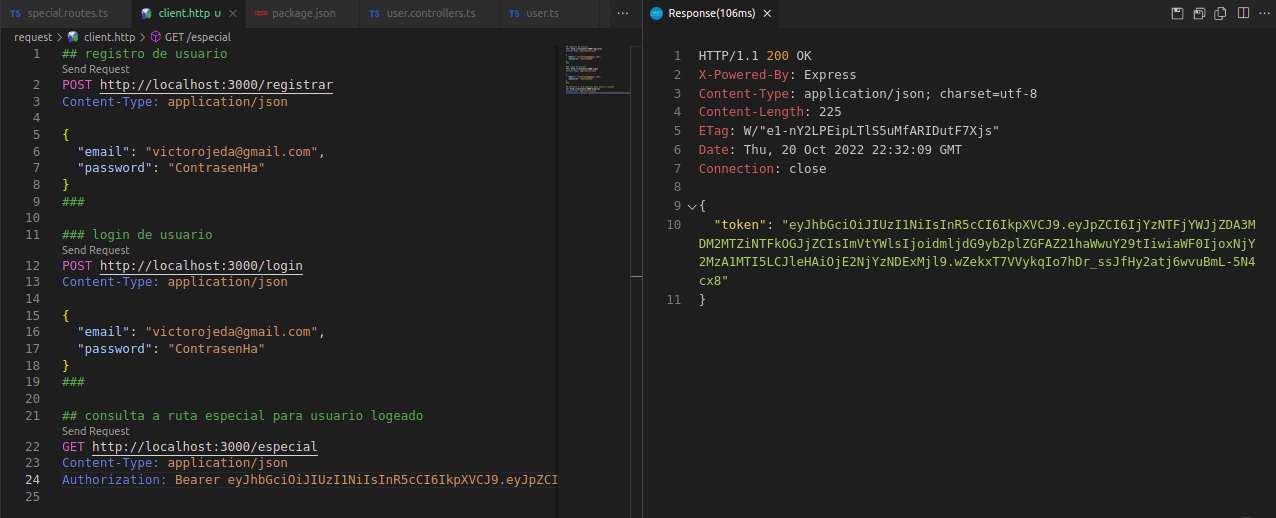 special.routes.ts
client.http U
package.json
user.controllers.ts
user.ts
request > client.http > GET /especial
1 ## registro de usuario
Send Request
2 POST http://localhost:3000/registrar
3 Content-Type: application/json
4
5 {
6 "email": "victorojeda@gmail.com",
7 "password": "ContrasenHa"
8 }
9 ###
10
11 ### login de usuario
Send Request
12 POST http://localhost:3000/login
13 Content-Type: application/json
14
15 {
16 "email": "victorojeda@gmail.com",
17 "password": "ContrasenHa"
18 }
19 ###
20
21 ## consulta a ruta especial para usuario logeado
Send Request
22 GET http://localhost:3000/especial
23 Content-Type: application/json
24 Authorization: Bearer eyJhbGciOiJIUzI1NiIsInR5cCI6IkpXVCJ9.eyJpZCI
25
Response(106ms)
1 HTTP/1.1 200 OK
2 X-Powered-By: Express
3 Content-Type: application/json; charset=utf-8
4 Content-Length: 225
5 ETag: W/"e1-nY2LPEipLTlS5uMfARIDutF7Xjs"
6 Date: Thu, 20 Oct 2022 22:32:09 GMT
7 Connection: close
8
9 {
10 "token": "eyJhbGciOiJIUzI1NiIsInR5cCI6IkpXVCJ9.eyJpZCI6IjYzNTFjYWJjZDA3M
DM2MTZiNTFkOGJjZCIsImVtYWlsIjoidmljdG9yb2plZGFAZ21haWwuY29tIiwiaWF0IjoxNjY
2MzA1MTI5LCJleHAiOjE2NjYzNDExMjl9.wZekxT7VVykqIo7hDr_ssJfHy2atj6wvuBmL-5N4
cx8"
11 }